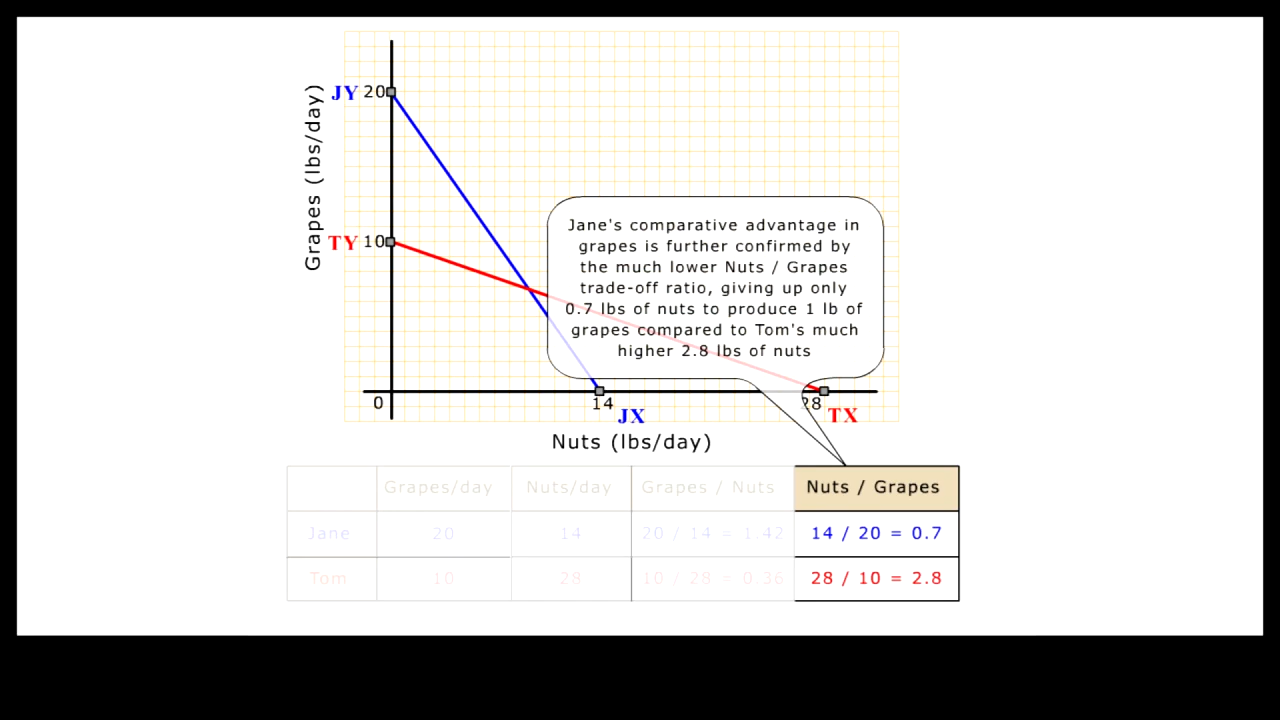 JY 20
Grapes (lbs/day)
TY 10
Jane's comparative advantage in
grapes is further confirmed by
the much lower Nuts / Grapes
trade-off ratio, giving up only
0.7 lbs of nuts to produce 1 lb of
grapes compared to Tom's much
higher 2.8 lbs of nuts
0 14 28
JX TX
Nuts (lbs/day)
Grapes/day Nuts/day Grapes / Nuts Nuts / Grapes
Jane 20 14 20 / 14 = 1.42 14 / 20 = 0.7
Tom 10 28 10 / 28 = 0.36 28 / 10 = 2.8